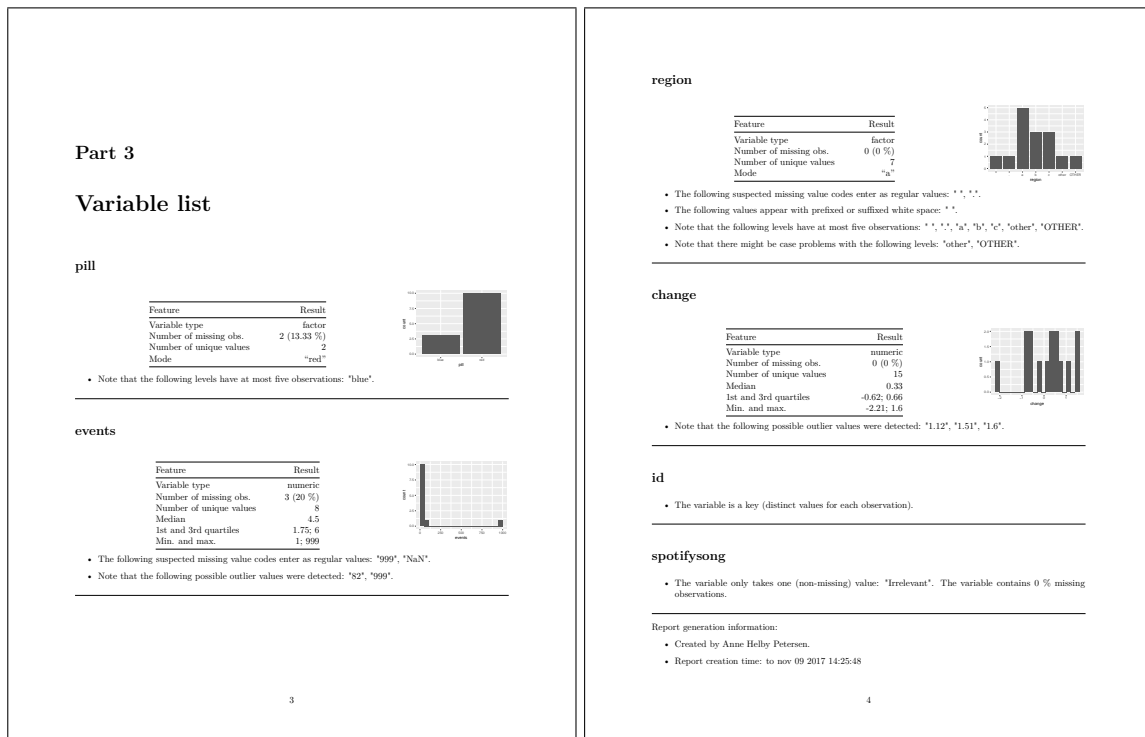 Part 3
Variable list
pill
Feature Result
Variable type factor
Number of missing obs. 2 (13.33 %)
Number of unique values 2
Mode “red”
count
pill
• Note that the following levels have at most five observations: "blue".
events
Feature Result
Variable type numeric
Number of missing obs. 3 (20 %)
Number of unique values 8
Median 4.5
1st and 3rd quartiles 1.75; 6
Min. and max. 1; 999
count
events
• The following suspected missing value codes enter as regular values: "999", "NaN".
• Note that the following possible outlier values were detected: "82", "999".
3
region
Feature Result
Variable type factor
Number of missing obs. 0 (0 %)
Number of unique values 7
Mode “a”
count
region
• The following suspected missing value codes enter as regular values: " ", ".".
• The following values appear with prefixed or suffixed white space: " ".
• Note that the following levels have at most five observations: " ", ".", "a", "b", "c", "other", "OTHER".
• Note that there might be case problems with the following levels: "other", "OTHER".
change
Feature Result
Variable type numeric
Number of missing obs. 0 (0 %)
Number of unique values 15
Median 0.33
1st and 3rd quartiles -0.62; 0.66
Min. and max. -2.21; 1.6
count
change
• Note that the following possible outlier values were detected: "1.12", "1.51", "1.6".
id
• The variable is a key (distinct values for each observation).
spotifysong
• The variable only takes one (non-missing) value: "Irrelevant". The variable contains 0 % missing
observations.
Report generation information:
• Created by Anne Helby Petersen.
• Report creation time: to nov 09 2017 14:25:48
4